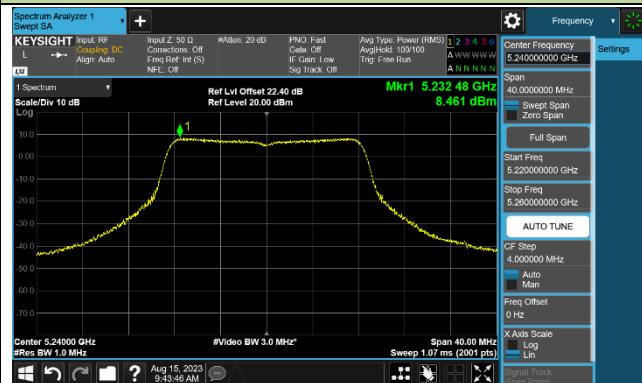 Spectrum Analyzer 1
Swept SA
+
Frequency
KEYSIGHT
L
LXI
Input: RF
Coupling: DC
Align: Auto
Input Z: 50 Ω
Corrections: Off
Freq Ref: Int (S)
NFE: Off
#Atten: 20 dB
PNO: Fast
Gate: Off
IF Gain: Low
Sig Track: Off
Avg Type: Power (RMS)
Avg|Hold: 100/100
Trig: Free Run
1 2 3 4 5 6
A W W W W W
A N N N N N
1 Spectrum
Scale/Div 10 dB
Log
Ref Lvl Offset 22.40 dB
Ref Level 20.00 dBm
Mkr1 5.232 48 GHz
8.461 dBm
1
10.0
0.00
-10.0
-20.0
-30.0
-40.0
-50.0
-60.0
-70.0
Center 5.24000 GHz
#Res BW 1.0 MHz
#Video BW 3.0 MHz*
Span 40.00 MHz
Sweep 1.07 ms (2001 pts)
Center Frequency
5.240000000 GHz
Span
40.0000000 MHz
Swept Span
Zero Span
Full Span
Start Freq
5.220000000 GHz
Stop Freq
5.260000000 GHz
AUTO TUNE
CF Step
4.000000 MHz
Auto
Man
Freq Offset
0 Hz
X Axis Scale
Log
Lin
Signal Track
(Span Zoom)
Settings
?
Aug 15, 2023
9:43:46 AM